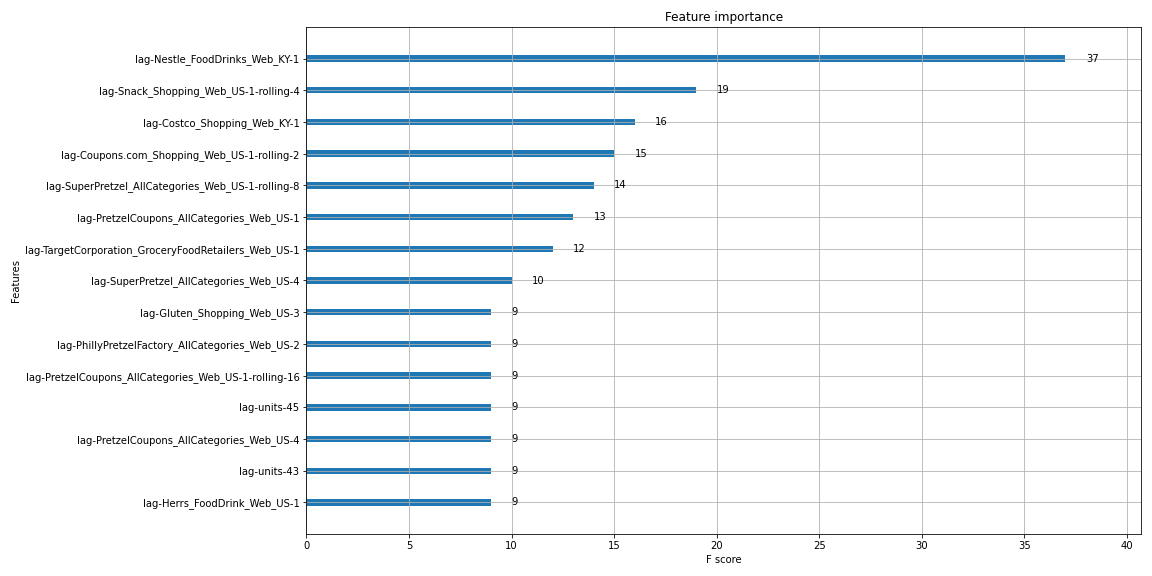 Feature importance
lag-Nestle_FoodDrinks_Web_KY-1 37
lag-Snack_Shopping_Web_US-1-rolling-4 19
lag-Costco_Shopping_Web_KY-1 16
lag-Coupons.com_Shopping_Web_US-1-rolling-2 15
lag-SuperPretzel_AllCategories_Web_US-1-rolling-8 14
lag-PretzelCoupons_AllCategories_Web_US-1 13
lag-TargetCorporation_GroceryFoodRetailers_Web_US-1 12
lag-SuperPretzel_AllCategories_Web_US-4 10
lag-Gluten_Shopping_Web_US-3 9
lag-PhillyPretzelFactory_AllCategories_Web_US-2 9
lag-PretzelCoupons_AllCategories_Web_US-1-rolling-16 9
lag-units-45 9
lag-PretzelCoupons_AllCategories_Web_US-4 9
lag-units-43 9
lag-Herrs_FoodDrink_Web_US-1 9
Features
0 5 10 15 20 25 30 35 40
F score